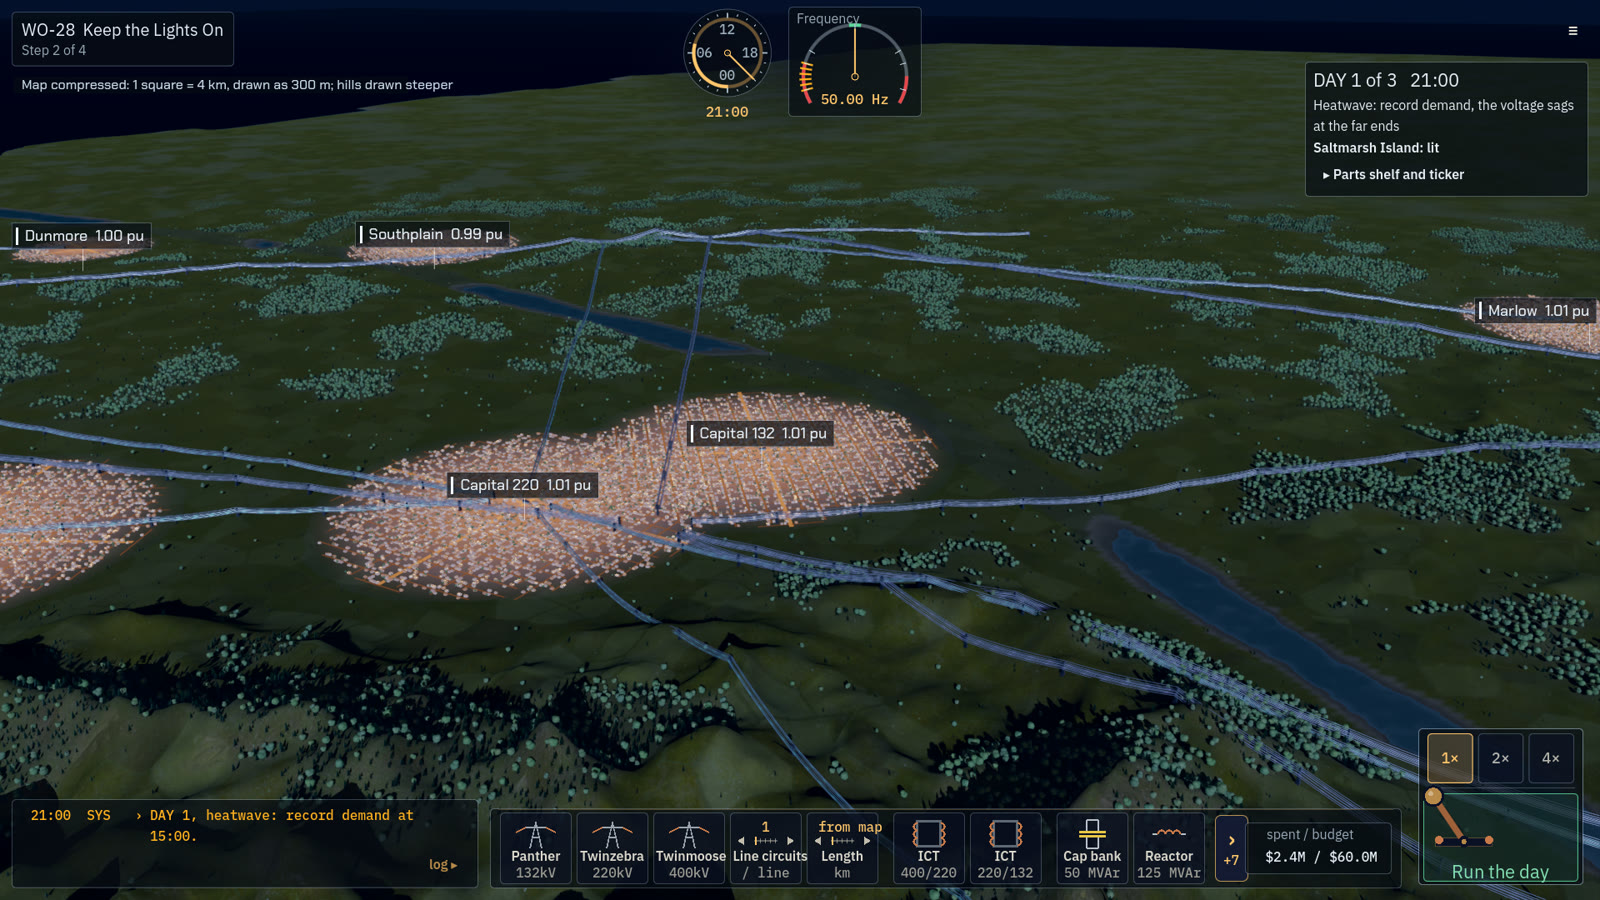 WO-28 Keep the Lights On
Step 2 of 4
Map compressed: 1 square = 4 km, drawn as 300 m; hills drawn steeper
12
06
18
00
21:00
Frequency
50.00 Hz
DAY 1 of 3 21:00
Heatwave: record demand, the voltage sags
at the far ends
Saltmarsh Island: lit
▸ Parts shelf and ticker
Dunmore 1.00 pu
Southplain 0.99 pu
Marlow 1.01 pu
Capital 132 1.01 pu
Capital 220 1.01 pu
21:00 SYS › DAY 1, heatwave: record demand at
15:00.
log ▸
Panther
132kV
Twinzebra
220kV
Twinmoose
400kV
1
Line circuits
/ line
from map
Length
km
ICT
400/220
ICT
220/132
Cap bank
50 MVAr
Reactor
125 MVAr
›
+7
spent / budget
$2.4M / $60.0M
1×
2×
4×
Run the day